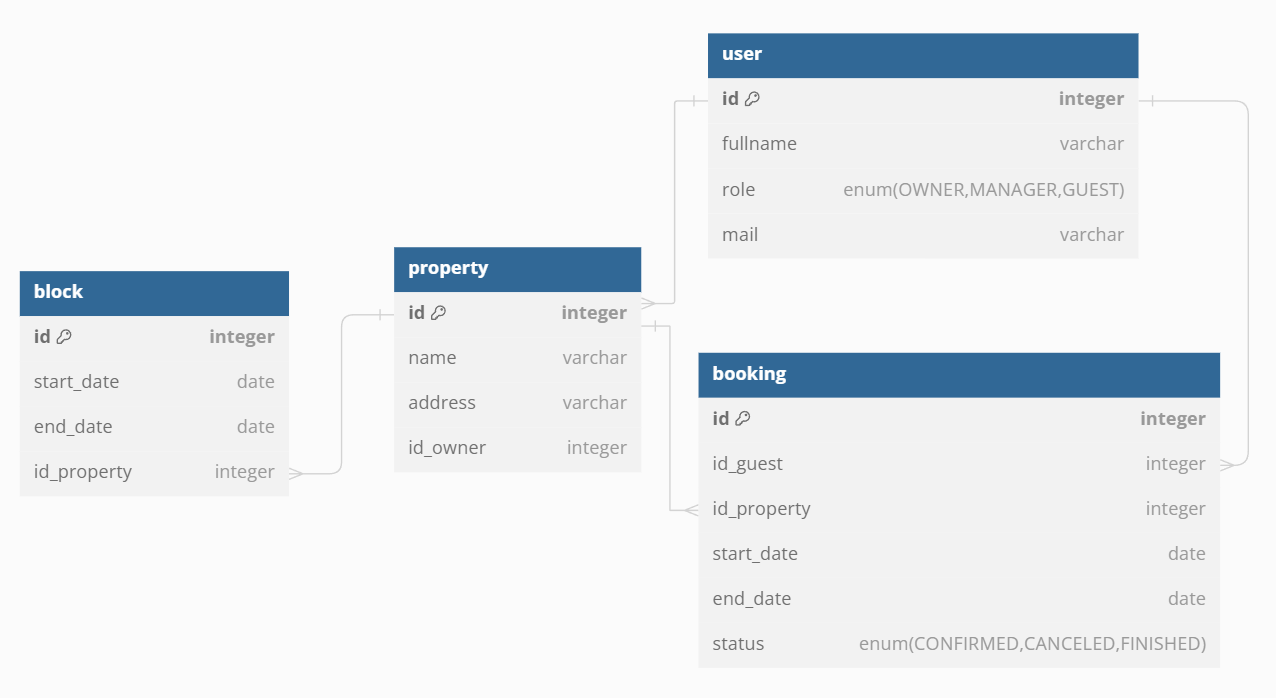 user
id integer
fullname varchar
role enum(OWNER,MANAGER,GUEST)
mail varchar
property
id integer
name varchar
address varchar
id_owner integer
block
id integer
start_date date
end_date date
id_property integer
booking
id integer
id_guest integer
id_property integer
start_date date
end_date date
status enum(CONFIRMED,CANCELED,FINISHED)